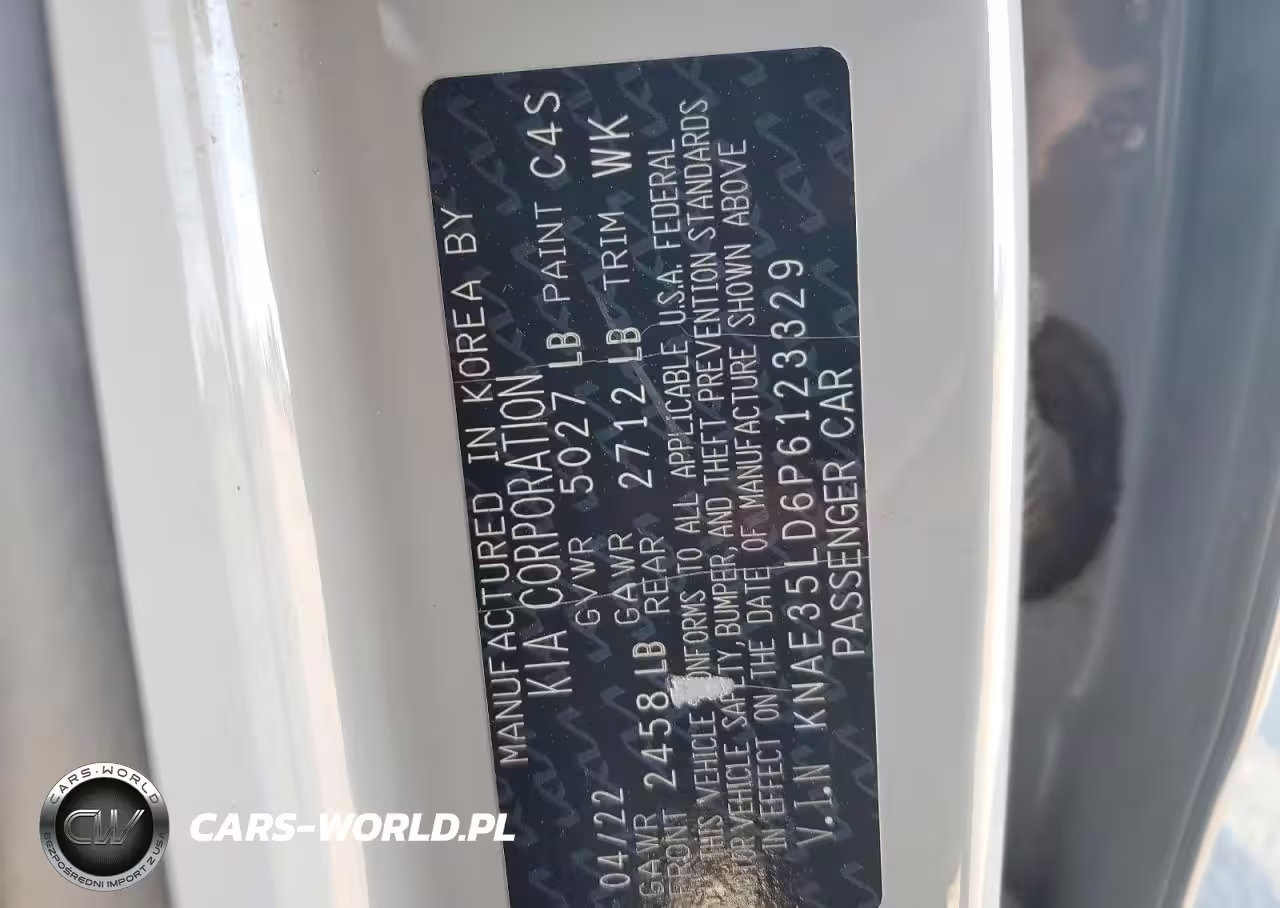 MANUFACTURED IN KOREA BY
KIA CORPORATION
04/22 GVWR 5027 LB PAINT C4S
GAWR FRONT 2458 LB GAWR REAR 2712 LB TRIM WK
THIS VEHICLE CONFORMS TO ALL APPLICABLE U.S.A. FEDERAL
VEHICLE SAFETY, BUMPER, AND THEFT PREVENTION STANDARDS
IN EFFECT ON THE DATE OF MANUFACTURE SHOWN ABOVE
V.I.N KNAE35LD6P6123329
PASSENGER CAR
CARS-WORLD
CW
BEZPOŚREDNI IMPORT Z USA
CARS-WORLD.PL